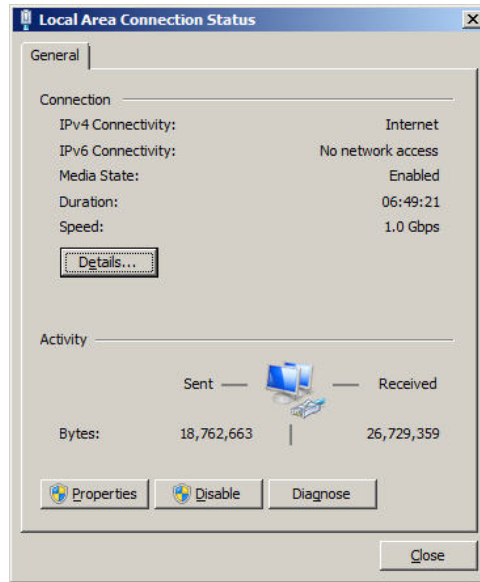 Local Area Connection Status
General
Connection
IPv4 Connectivity: Internet
IPv6 Connectivity: No network access
Media State: Enabled
Duration: 06:49:21
Speed: 1.0 Gbps
Details...
Activity
Sent Received
Bytes: 18,762,663 26,729,359
Properties Disable Diagnose
Close